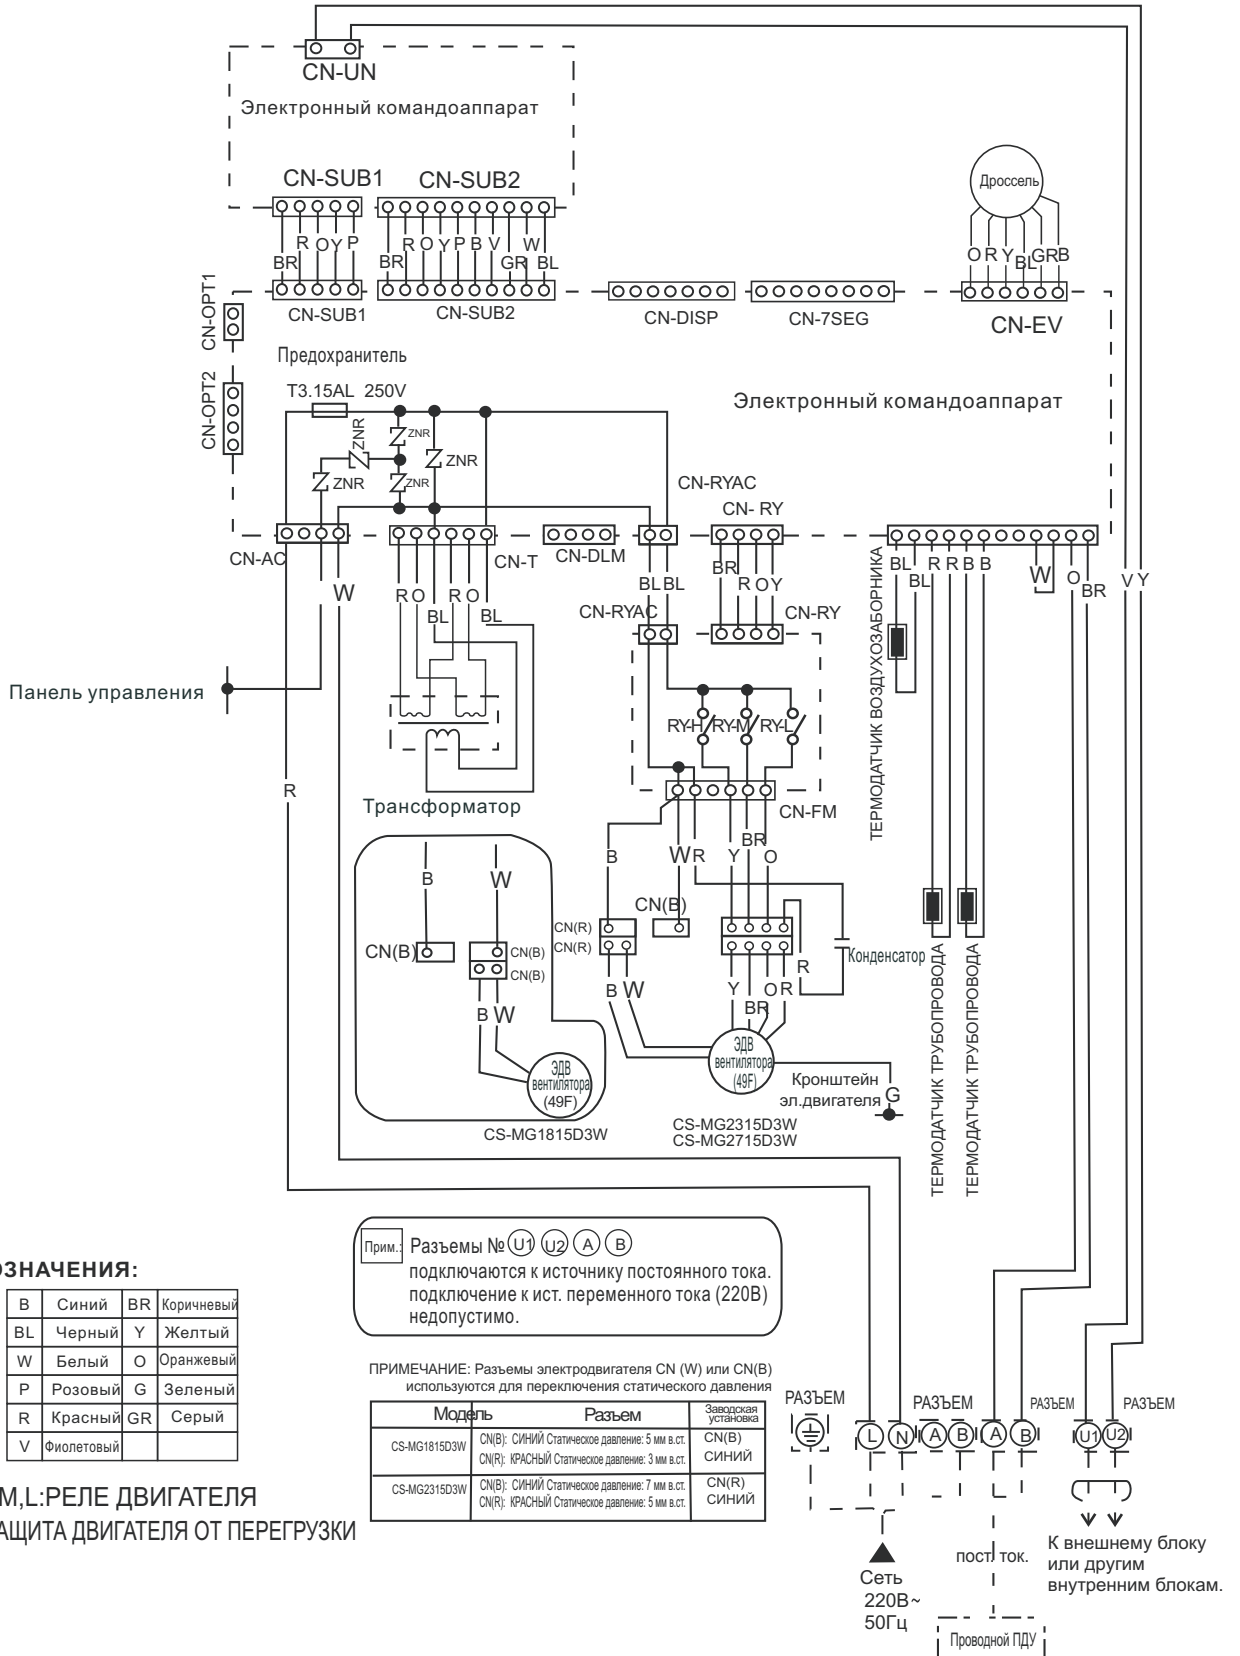 CN-UN
Электронный командоаппарат
CN-SUB1 CN-SUB2
Дроссель
R O Y P
BR
R O Y P B V W
BR GR BL
O R Y BL GR B
CN-SUB1
CN-SUB2
CN-DISP
CN-7SEG
CN-EV
CN-OPT1
CN-OPT2
Предохранитель
T3.15AL 250V
Электронный командоаппарат
ZNR
ZNR
ZNR
ZNR
ZNR
CN-RYAC
CN- RY
CN-AC
CN-T
CN-DLM
W
R O BL R O BL
BL BL
BR R O Y
BL BL R R B B W O BR
V Y
CN-RYAC
CN-RY
ТЕРМОДАТЧИК ВОЗДУХОЗАБОРНИКА
Панель управления
RY-H RY-M RY-L
R
Трансформатор
CN-FM
B W R Y BR O
B W
CN(B)
CN(R)
CN(R)
CN(B)
CN(B)
CN(B)
Конденсатор
R
B W
B W
Y BR O R
ЭДВ
вентилятора
(49F)
CS-MG1815D3W
ЭДВ
вентилятора
(49F)
Кронштейн
эл.двигателя
G
CS-MG2315D3W
CS-MG2715D3W
ТЕРМОДАТЧИК ТРУБОПРОВОДА
ТЕРМОДАТЧИК ТРУБОПРОВОДА
Прим.: Разъемы № U1 U2 A B
подключаются к источнику постоянного тока.
подключение к ист. переменного тока (220В)
недопустимо.
ОЗНАЧЕНИЯ:
B Синий BR Коричневый
BL Черный Y Желтый
W Белый O Оранжевый
P Розовый G Зеленый
R Красный GR Серый
V Фиолетовый
M,L:РЕЛЕ ДВИГАТЕЛЯ
АЩИТА ДВИГАТЕЛЯ ОТ ПЕРЕГРУЗКИ
ПРИМЕЧАНИЕ: Разъемы электродвигателя CN (W) или CN(B)
используются для переключения статического давления
Модель Разъем Заводская установка
CS-MG1815D3W CN(B): СИНИЙ Статическое давление: 5 мм в.ст. CN(B)
CN(R): КРАСНЫЙ Статическое давление: 3 мм в.ст. СИНИЙ
CS-MG2315D3W CN(B): СИНИЙ Статическое давление: 7 мм в.ст. CN(R)
CN(R): КРАСНЫЙ Статическое давление: 5 мм в.ст. СИНИЙ
РАЗЪЕМ РАЗЪЕМ РАЗЪЕМ РАЗЪЕМ
L N A B A B U1 U2
Сеть
220В~
50Гц
пост. ток.
К внешнему блоку
или другим
внутренним блокам.
Проводной ПДУ